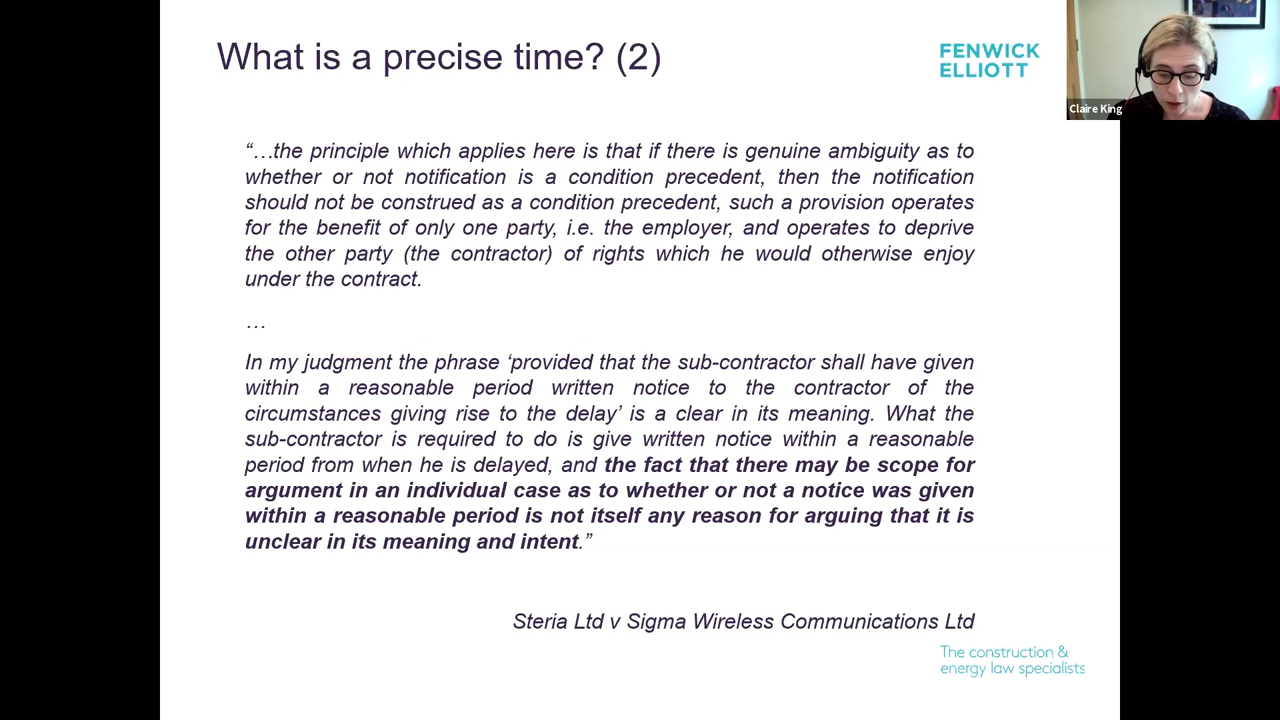 What is a precise time? (2)
FENWICK
ELLIOTT
Claire King
“…the principle which applies here is that if there is genuine ambiguity as to
whether or not notification is a condition precedent, then the notification
should not be construed as a condition precedent, such a provision operates
for the benefit of only one party, i.e. the employer, and operates to deprive
the other party (the contractor) of rights which he would otherwise enjoy
under the contract.
…
In my judgment the phrase ‘provided that the sub-contractor shall have given
within a reasonable period written notice to the contractor of the
circumstances giving rise to the delay’ is a clear in its meaning. What the
sub-contractor is required to do is give written notice within a reasonable
period from when he is delayed, and the fact that there may be scope for
argument in an individual case as to whether or not a notice was given
within a reasonable period is not itself any reason for arguing that it is
unclear in its meaning and intent.”
Steria Ltd v Sigma Wireless Communications Ltd
The construction &
energy law specialists